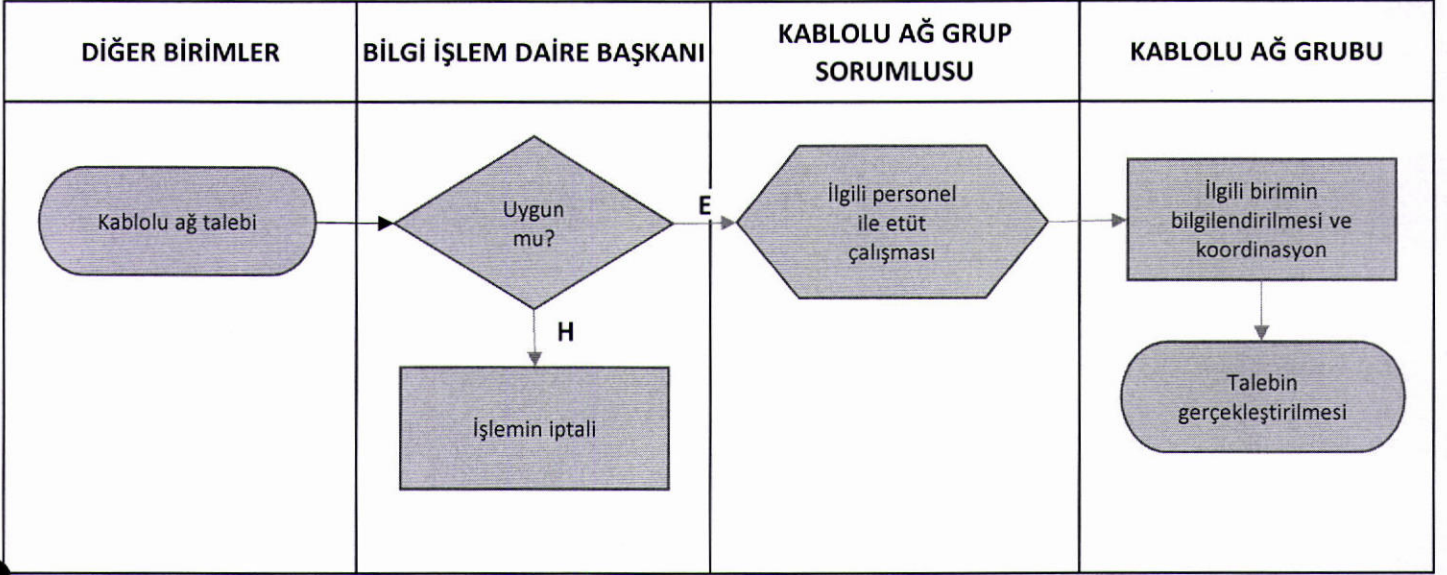 DİĞER BİRİMLER
BİLGİ İŞLEM DAİRE BAŞKANI
KABLOLU AĞ GRUP
SORUMLUSU
KABLOLU AĞ GRUBU
Kablolu ağ talebi
Uygun
mu?
E
H
İşlemin iptali
İlgili personel
ile etüt
çalışması
İlgili birimin
bilgilendirilmesi ve
koordinasyon
Talebin
gerçekleştirilmesi